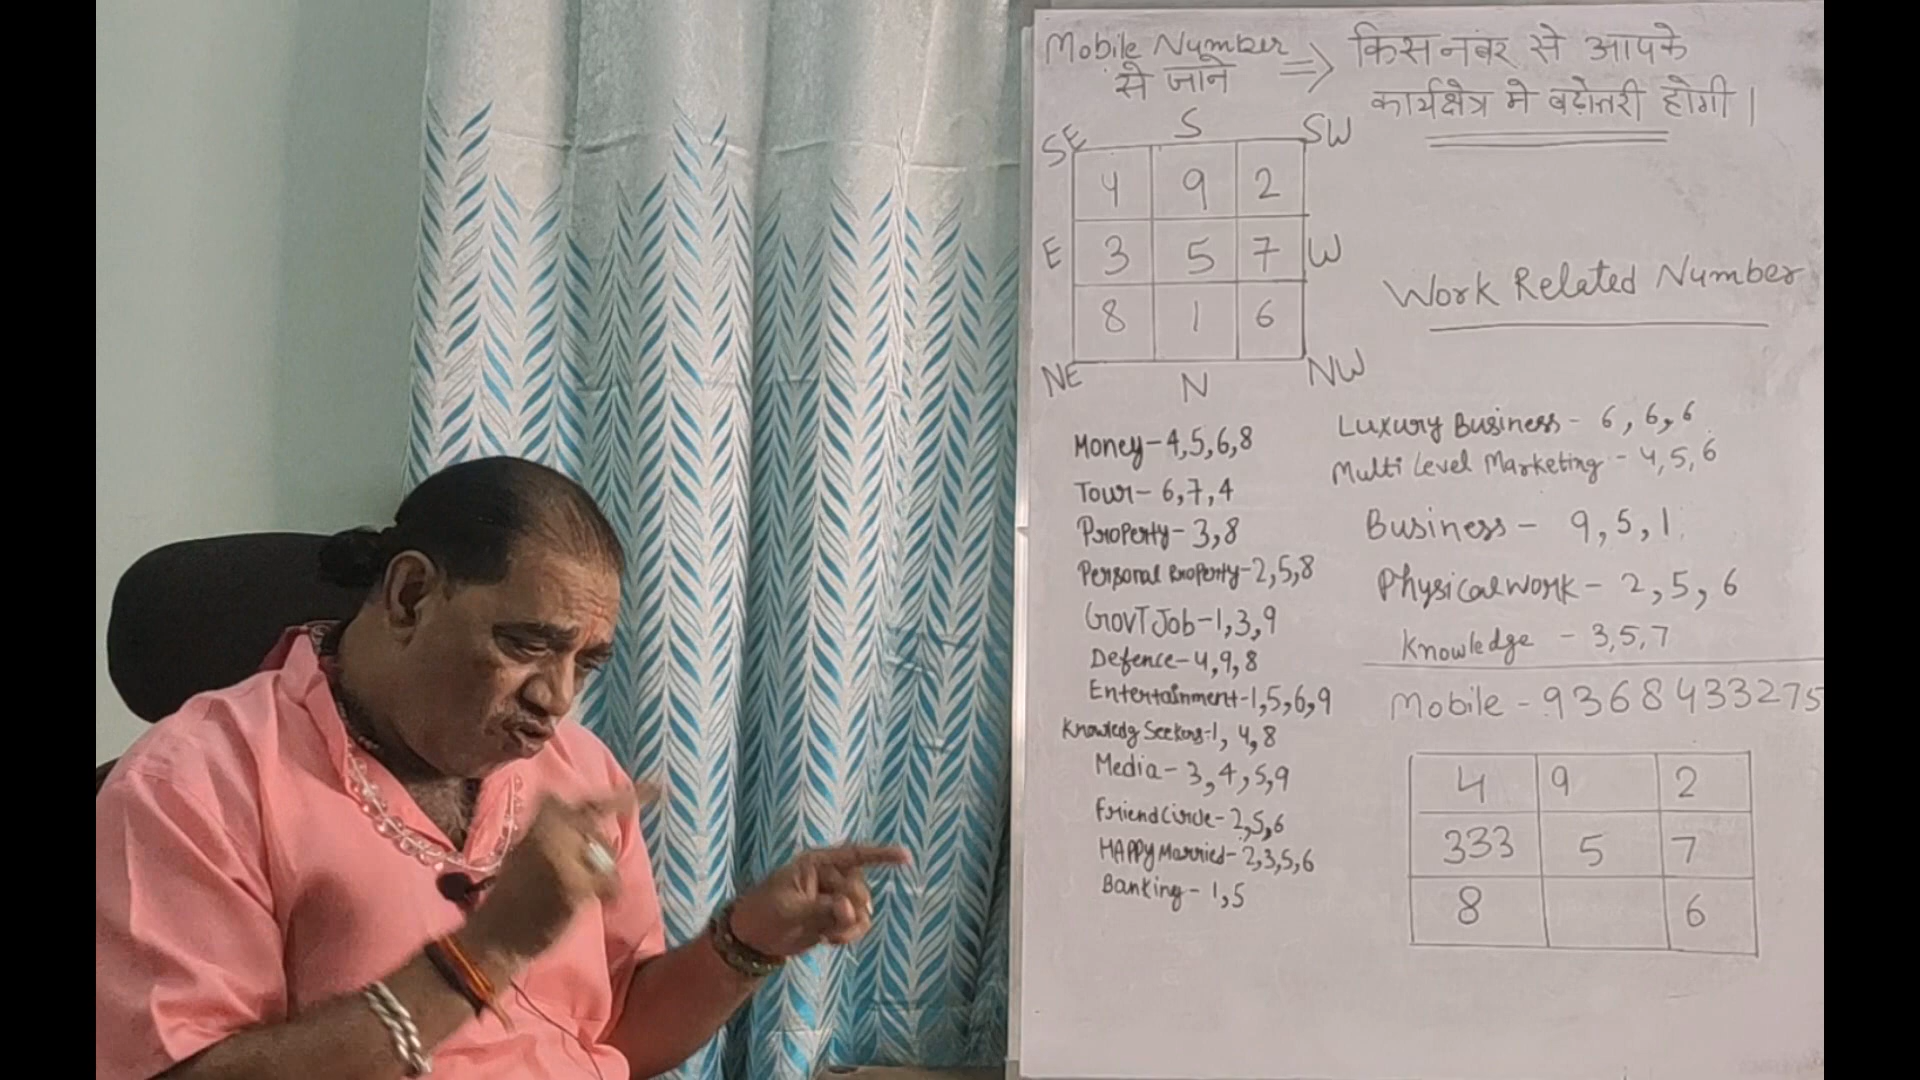 Mobile Number
से जाने
⇒ किस नंबर से आपके
कार्यक्षेत्र मे बढ़ोत्तरी होगी।
SE S SW
4 9 2
E 3 5 7 W
8 1 6
NE N NW
Work Related Number
Money-4,5,6,8
Tour-6,7,4
Property-3,8
Personal Property-2,5,8
GovT Job-1,3,9
Defence-4,9,8
Entertainment-1,5,6,9
Knowledg Seekers-1, 4,8
Media-3,4,5,9
Friend Circle-2,5,6
HAPPy Married-2,3,5,6
Banking-1,5
Luxury Business- 6,6,6
Multi Level Marketing-4,5,6
Business- 9,5,1
Physical work- 2,5,6
Knowledge -3,5,7
Mobile-9368433275
4 9 2
333 5 7
8 6